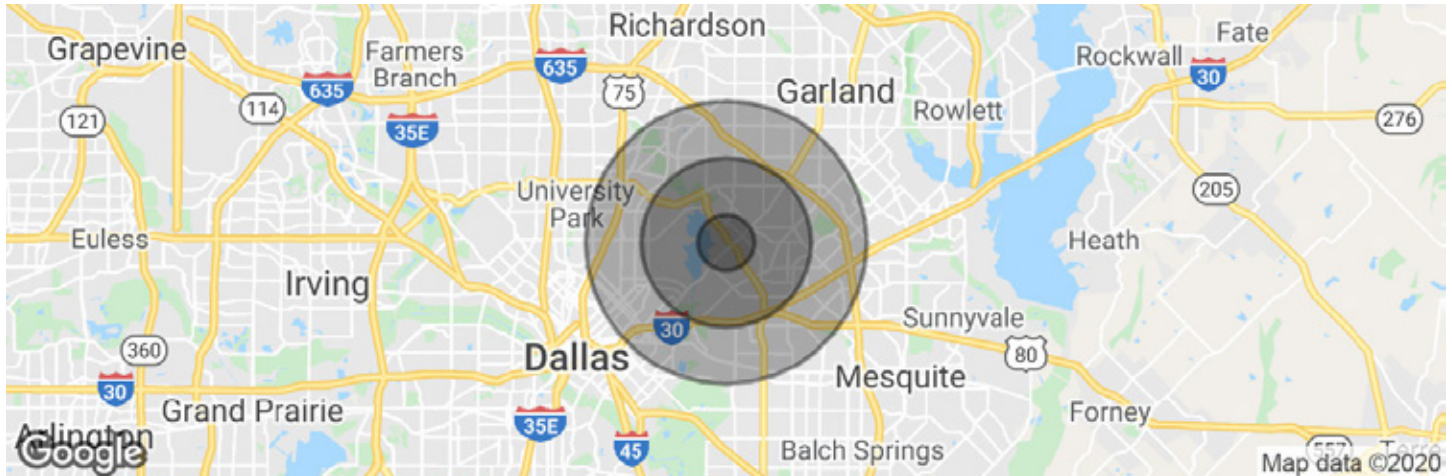 Richardson
Fate
Grapevine
Farmers
Branch
Rockwall
635
635
75
30
Garland
Rowlett
114
121
35E
276
University
Park
205
Euless
Heath
Irving
Sunnyvale
30
80
360
Dallas
Mesquite
30
Grand Prairie
Forney
35E
45
Arlington
Google
Balch Springs
557
Map data ©2020